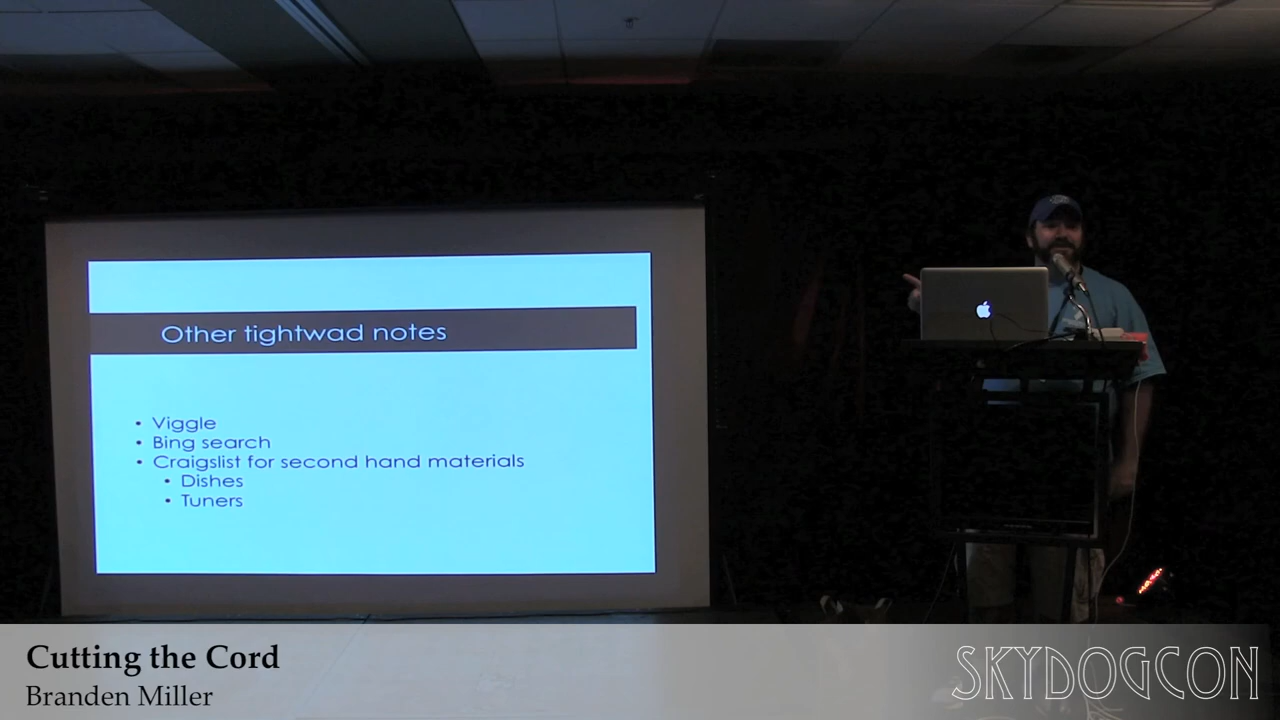 Other tightwad notes
• Viggle
• Bing search
• Craigslist for second hand materials
• Dishes
• Tuners
Cutting the Cord
Branden Miller
SKYDOGCON